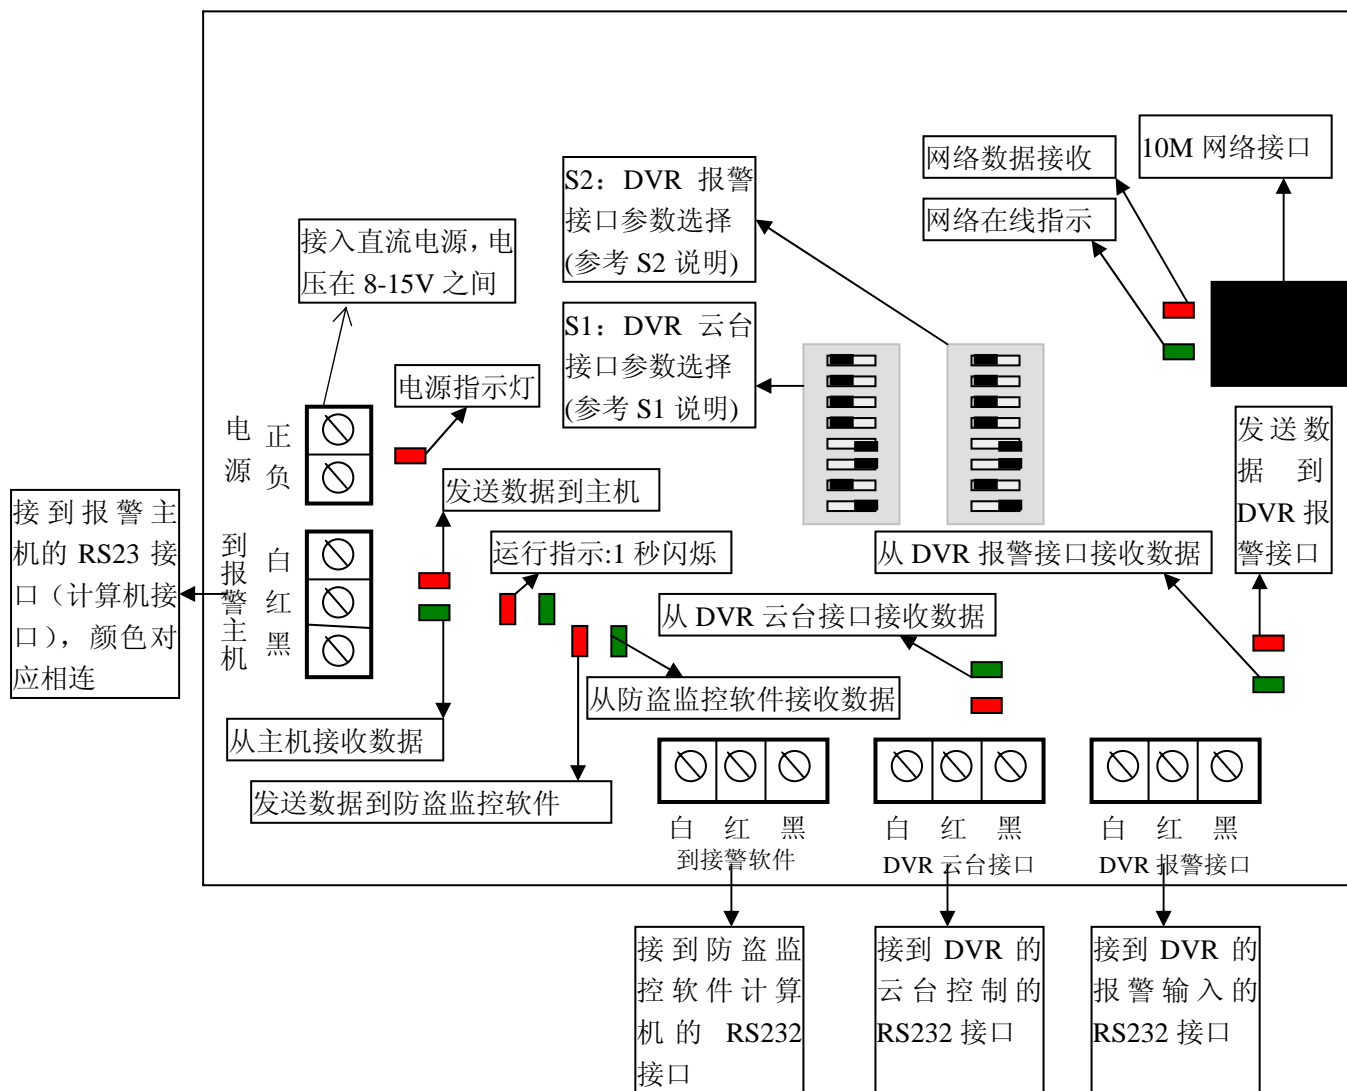 10M 网络接口
网络数据接收
网络在线指示
S2：DVR 报警
接口参数选择
(参考 S2 说明)
接入直流电源，电
压在 8-15V 之间
S1：DVR 云台
接口参数选择
(参考 S1 说明)
电源指示灯
电源
正
负
发送数
据到
DVR 报
警接口
发送数据到主机
接到报警主
机的 RS23 接
口（计算机接
口），颜色对
应相连
到报警主机
白
红
黑
运行指示:1 秒闪烁
从 DVR 报警接口接收数据
从 DVR 云台接口接收数据
从防盗监控软件接收数据
从主机接收数据
发送数据到防盗监控软件
白 红 黑
到接警软件
白 红 黑
DVR 云台接口
白 红 黑
DVR 报警接口
接到防盗监
控软件计算
机的 RS232
接口
接到 DVR 的
云台控制的
RS232 接口
接到 DVR 的
报警输入的
RS232 接口